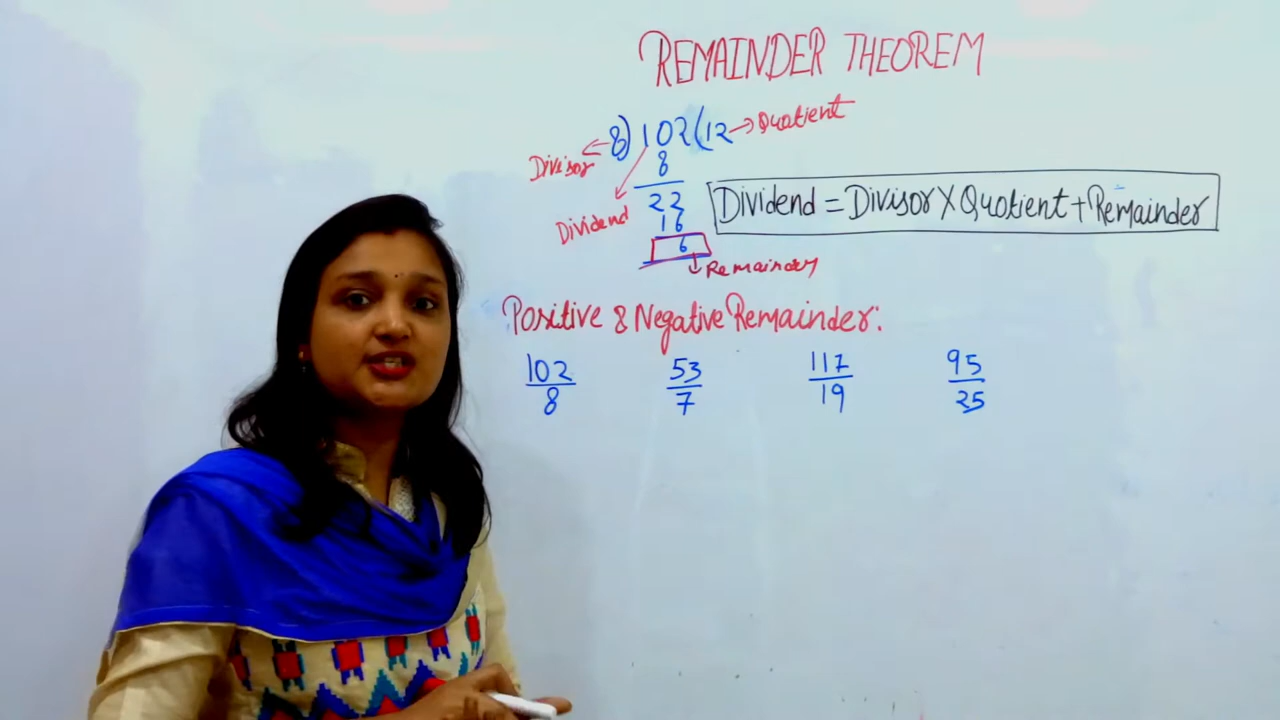 REMAINDER THEOREM
8)102(12→Quotient
Divisor
8
22
Dividend
16
Dividend = Divisor X Quotient + Remainder
6
Remainder
Positive & Negative Remainder:
102 53 117 95
8 7 19 25